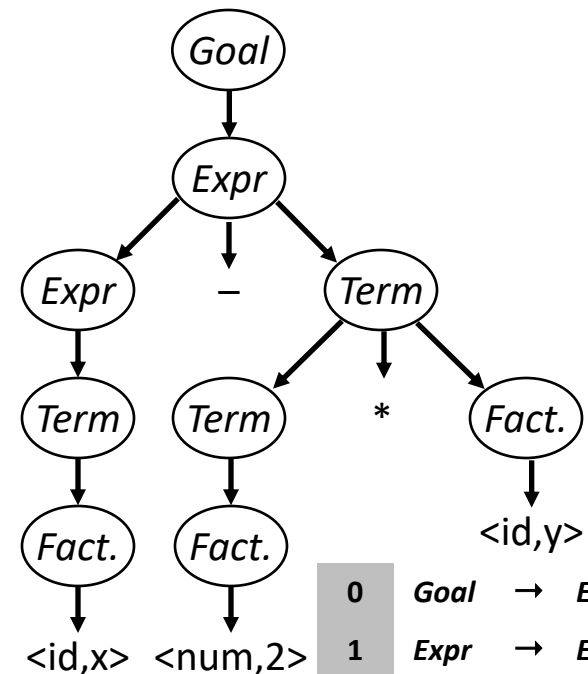 Goal
Expr
Expr – Term
Term Term * Fact.
Fact. Fact. <id,y>
0 Goal → E
<id,x> <num,2> 1 Expr → E